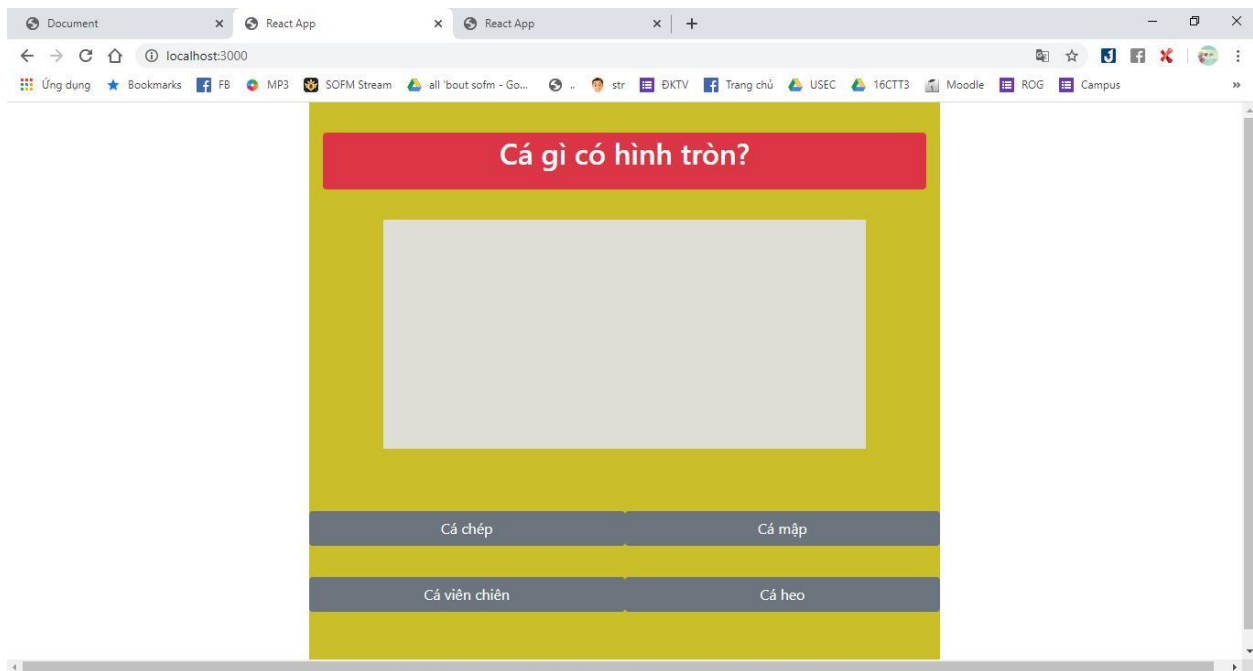 Document
React App
React App
localhost:3000
Ứng dụng Bookmarks FB MP3 SOFM Stream all 'bout sofm - Go... .. str ĐKTV Trang chủ USEC 16CTT3 Moodle ROG Campus »
Cá gì có hình tròn?
Cá chép
Cá mập
Cá viên chiên
Cá heo